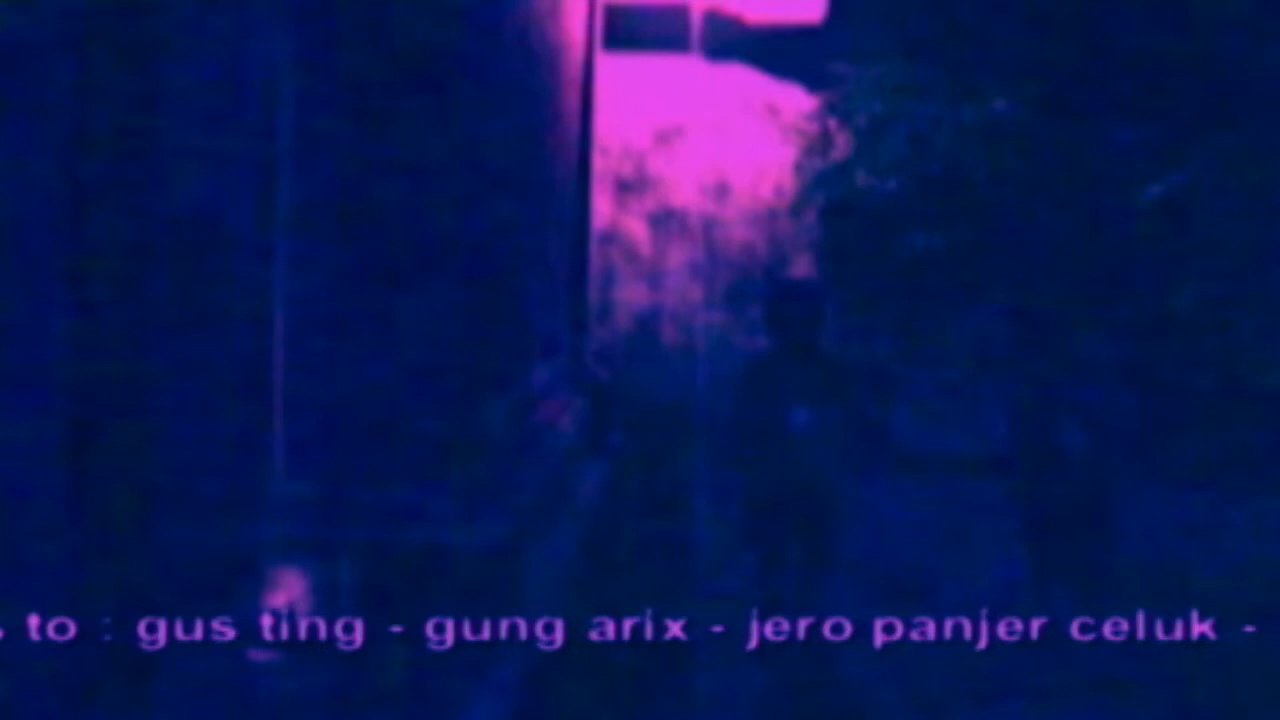 to : gus ting - gung arix - jero panjer celuk -